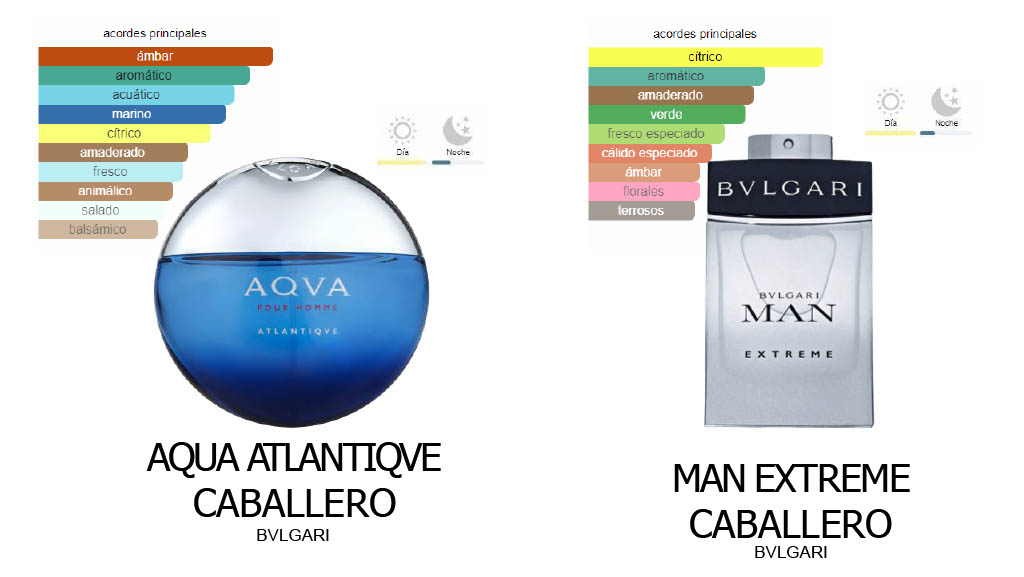 acordes principales
ámbar
aromático
acuático
marino
cítrico
amaderado
fresco
animálico
salado
balsámico
Día
Noche
AQVA
POUR HOMME
ATLANTIQVE
AQUA ATLANTIQVE
CABALLERO
BVLGARI
acordes principales
cítrico
aromático
amaderado
verde
fresco especiado
cálido especiado
ámbar
florales
terrosos
Día
Noche
BVLGARI
BVLGARI
MAN
EXTREME
MAN EXTREME
CABALLERO
BVLGARI